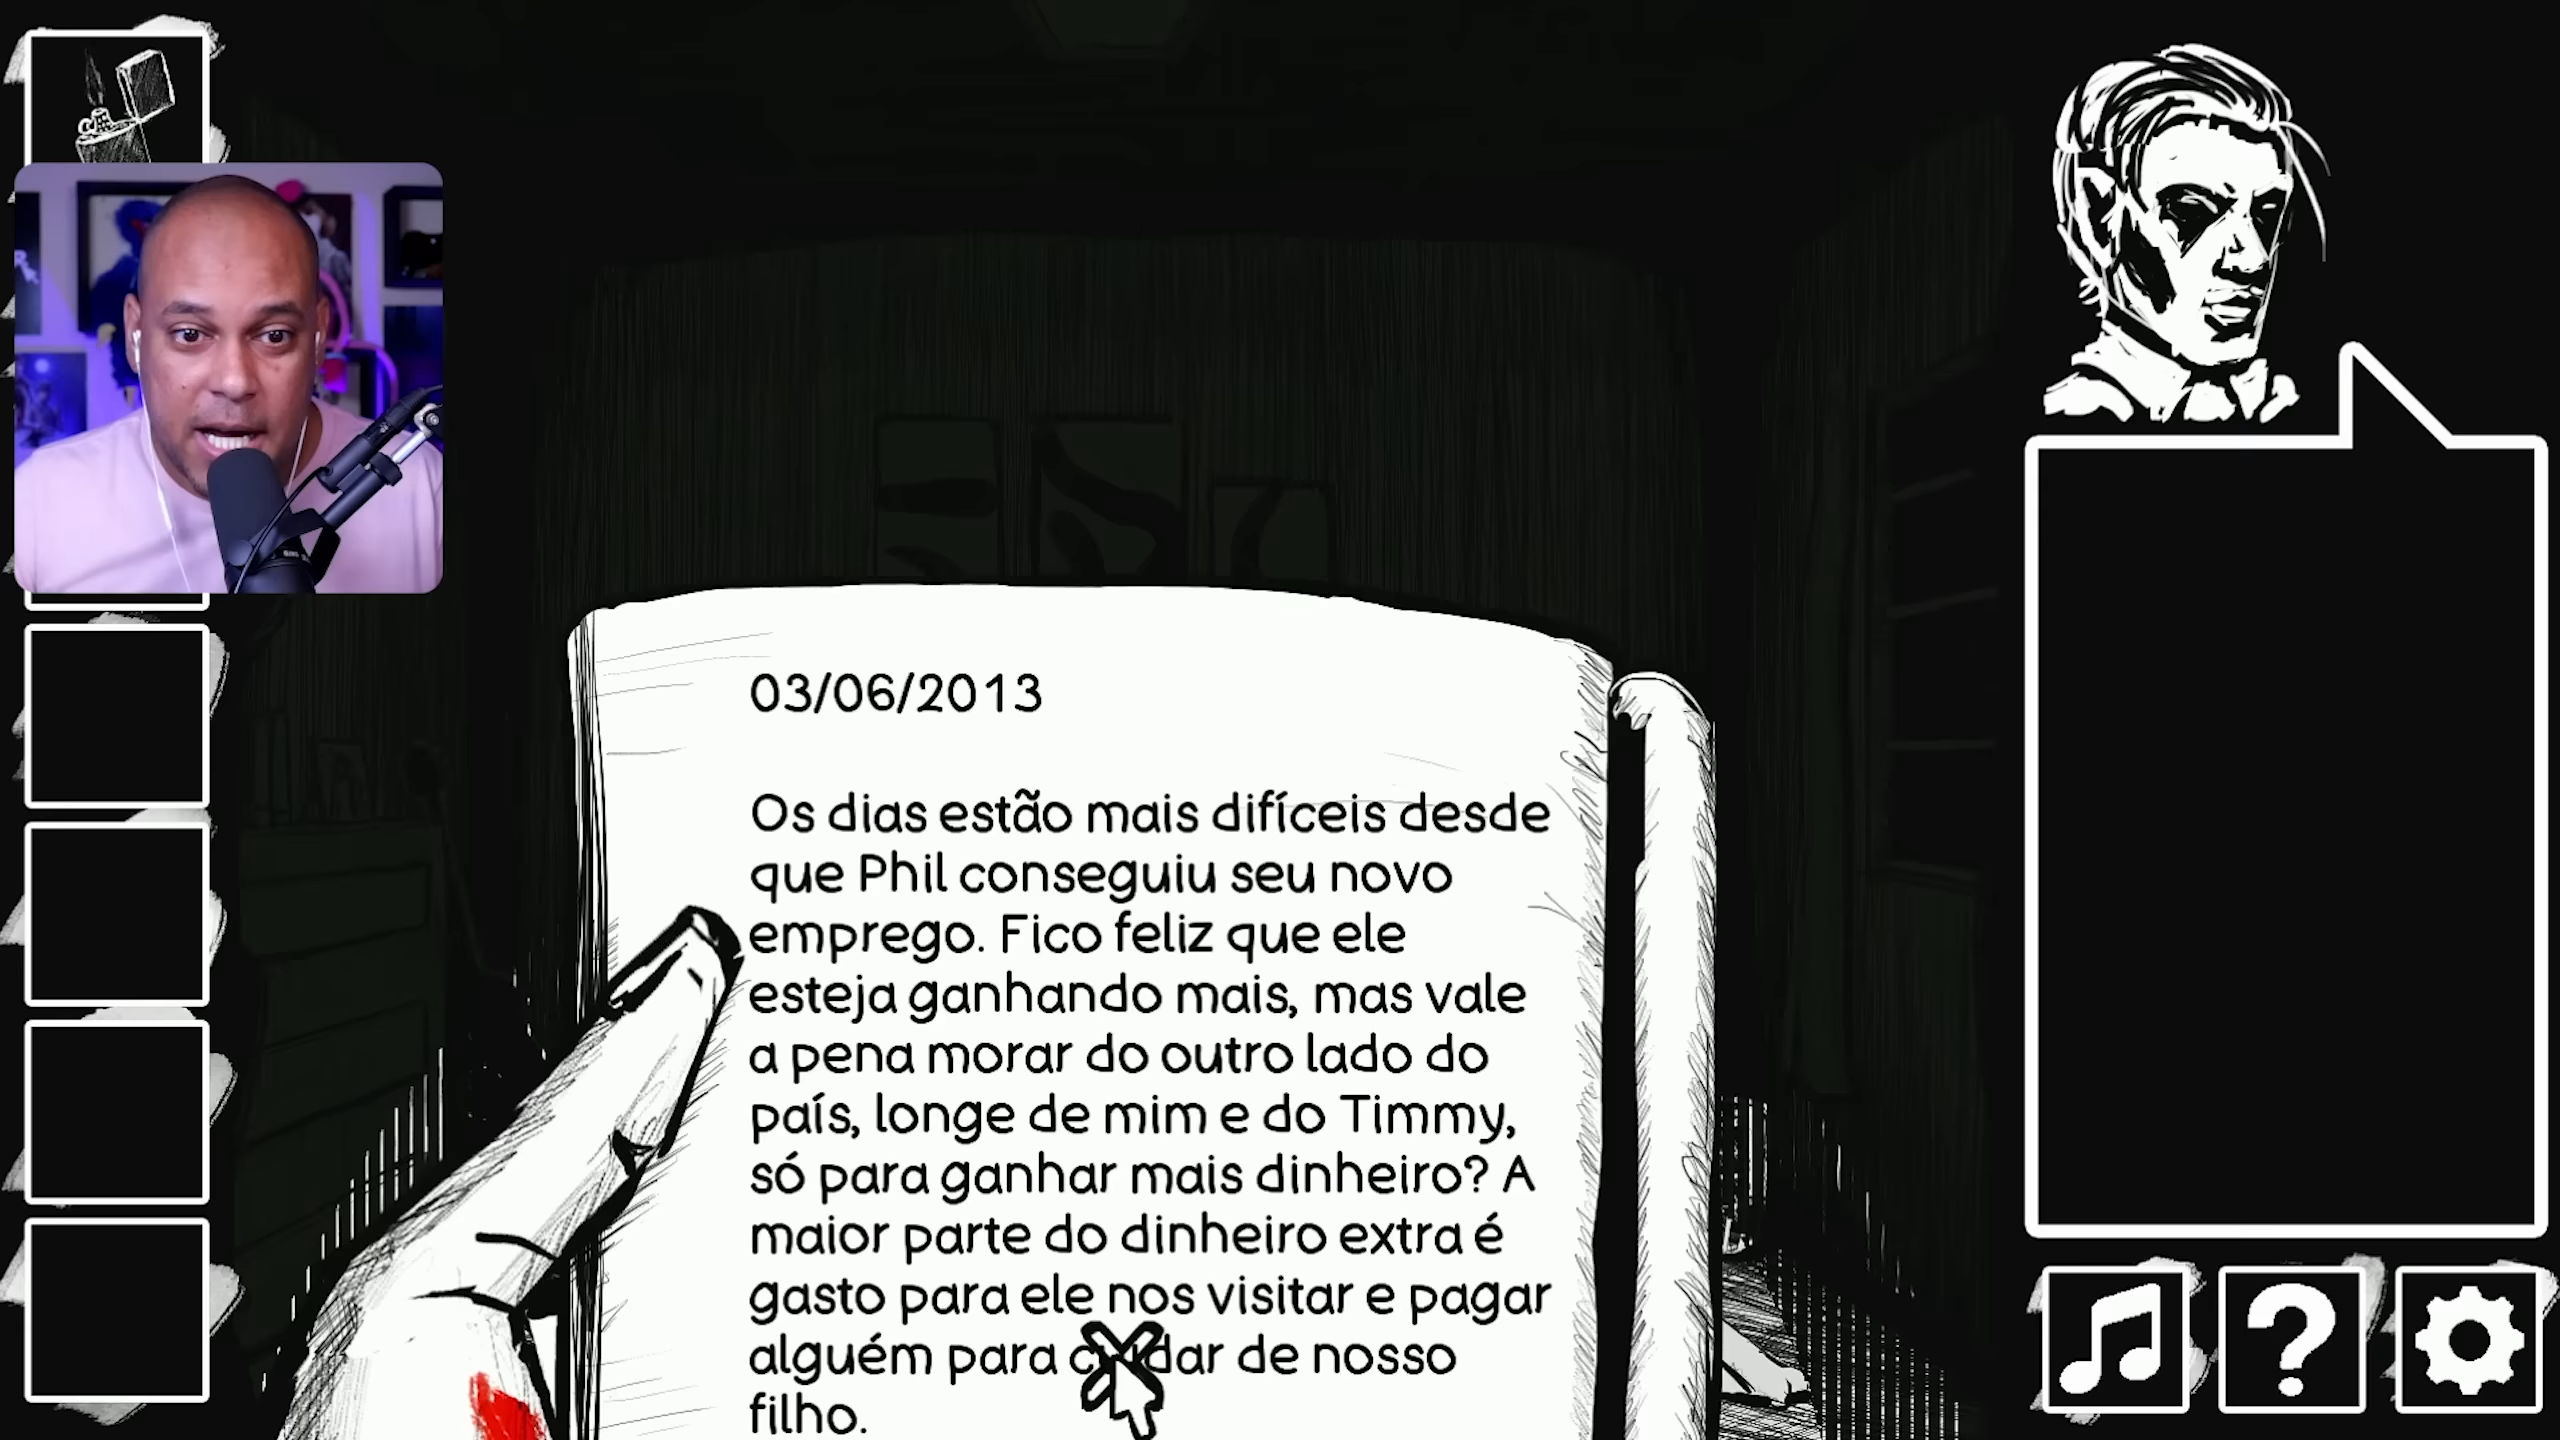 03/06/2013
Os dias estão mais difíceis desde
que Phil conseguiu seu novo
emprego. Fico feliz que ele
esteja ganhando mais, mas vale
a pena morar do outro lado do
país, longe de mim e do Timmy,
só para ganhar mais dinheiro? A
maior parte do dinheiro extra é
gasto para ele nos visitar e pagar
alguém para cuidar de nosso
filho.